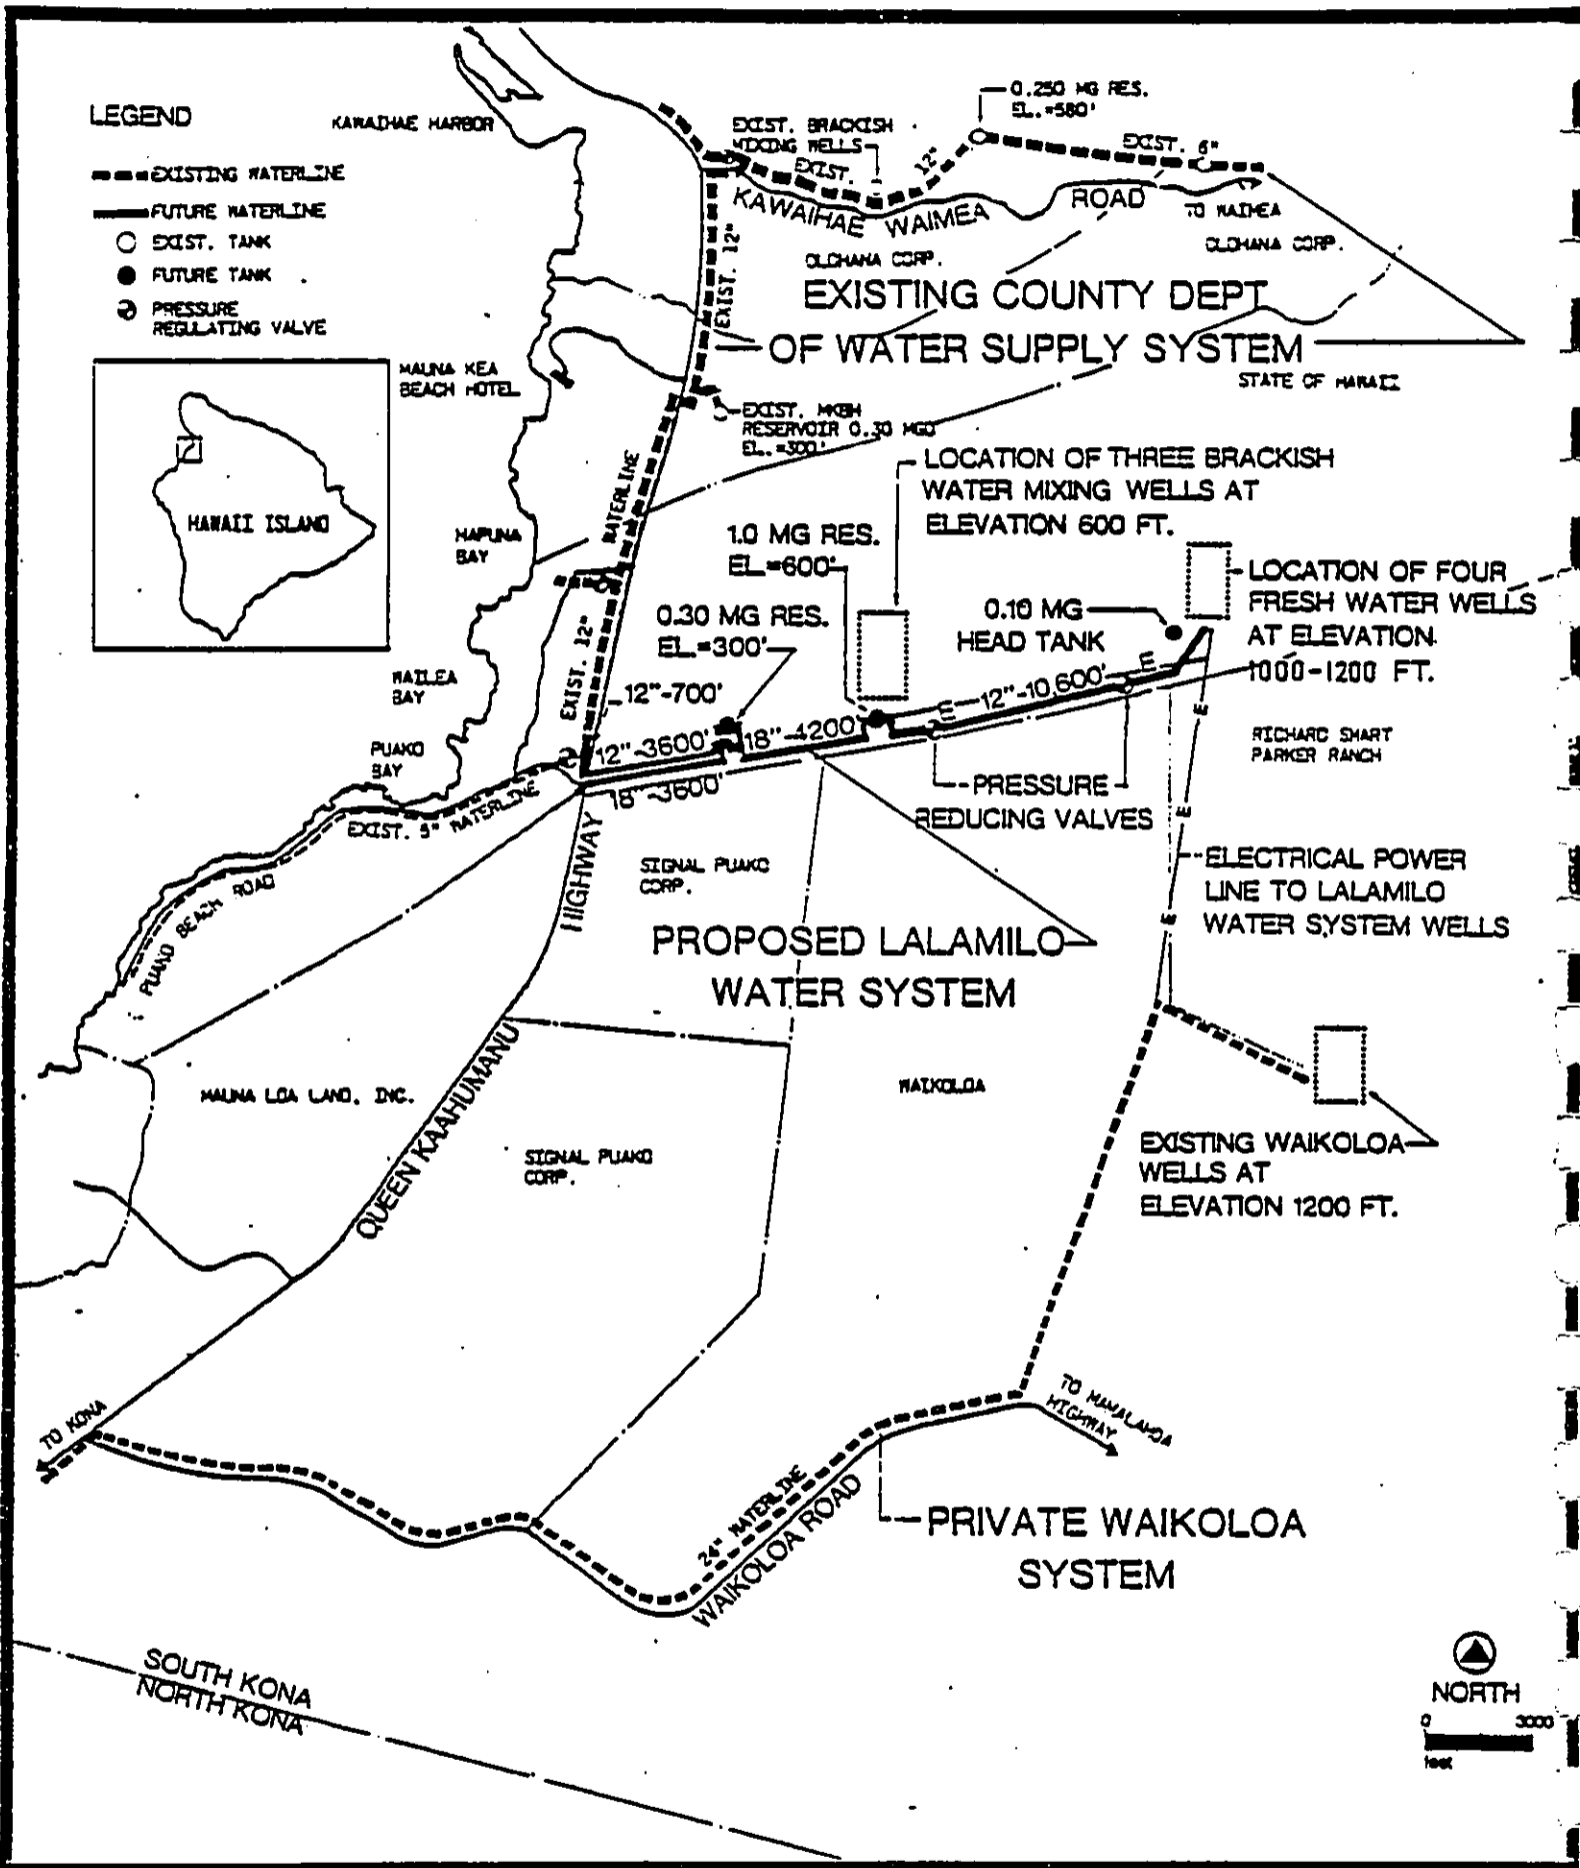 LEGEND
EXISTING WATERLINE
FUTURE WATERLINE
EXIST. TANK
FUTURE TANK
PRESSURE
REGULATING VALVE
HAWAII ISLAND
KAWAIHAE HARBOR
EXIST. BRACKISH
MIXING WELLS
0.250 MG RES.
EL.=580'
EXIST.
12"
EXIST. 6"
KAWAIHAE WAIMEA ROAD
TO WAIMEA
OLOHANA CORP.
OLOHANA CORP.
EXIST. 12"
EXISTING COUNTY DEPT
OF WATER SUPPLY SYSTEM
STATE OF HAWAII
MAUNA KEA
BEACH HOTEL
EXIST. MKBH
RESERVOIR 0.30 MGD
EL.=300'
WATERLINE
HAPUNA
BAY
LOCATION OF THREE BRACKISH
WATER MIXING WELLS AT
ELEVATION 600 FT.
1.0 MG RES.
EL.=600'
LOCATION OF FOUR
FRESH WATER WELLS
AT ELEVATION
1000-1200 FT.
0.10 MG
HEAD TANK
0.30 MG RES.
EL.=300'
EXIST. 12"
WAILEA
BAY
12"-700'
12"-3600'
18"-4200'
E
12"-10,600'
E
E
18"-3600'
PUAKO
BAY
RICHARD SMART
PARKER RANCH
PRESSURE
REDUCING VALVES
EXIST. 6" WATERLINE
PUAKO BEACH ROAD
E
SIGNAL PUAKO
CORP.
ELECTRICAL POWER
LINE TO LALAMILO
WATER SYSTEM WELLS
E
PROPOSED LALAMILO
WATER SYSTEM
QUEEN KAAHUMANU HIGHWAY
MAUNA LOA LAND, INC.
WAIKOLOA
SIGNAL PUAKO
CORP.
EXISTING WAIKOLOA
WELLS AT
ELEVATION 1200 FT.
TO KONA
TO MAMALAHOA
HIGHWAY
24" WATERLINE
WAIKOLOA ROAD
PRIVATE WAIKOLOA
SYSTEM
SOUTH KONA
NORTH KONA
NORTH
0 3000
feet